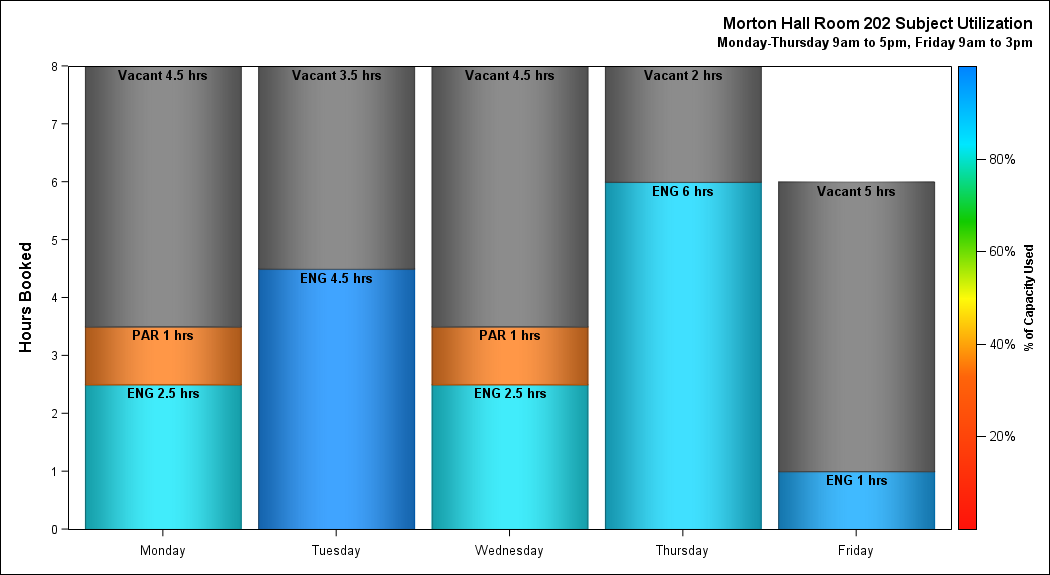 Morton Hall Room 202 Subject Utilization
Monday-Thursday 9am to 5pm, Friday 9am to 3pm
Hours Booked
8
7
6
5
4
3
2
1
0
Vacant 4.5 hrs
PAR 1 hrs
ENG 2.5 hrs
Vacant 3.5 hrs
ENG 4.5 hrs
Vacant 4.5 hrs
PAR 1 hrs
ENG 2.5 hrs
Vacant 2 hrs
ENG 6 hrs
Vacant 5 hrs
ENG 1 hrs
Monday
Tuesday
Wednesday
Thursday
Friday
80%
60%
40%
20%
% of Capacity Used